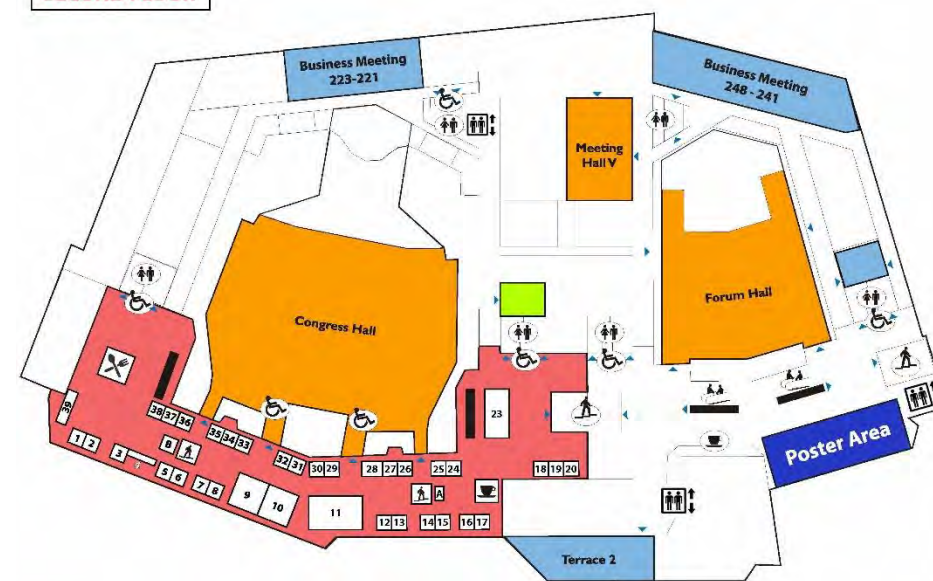 Business Meeting
223-221
Business Meeting
248 - 241
Meeting
Hall V
Forum Hall
Congress Hall
Poster Area
Terrace 2
39
38 37 36
35 34 33
32 31
30 29
28 27 26
25 24
23
18 19 20
1 2
3
B
5 6
7 8
9
10
11
A
12 13
14 15
16 17